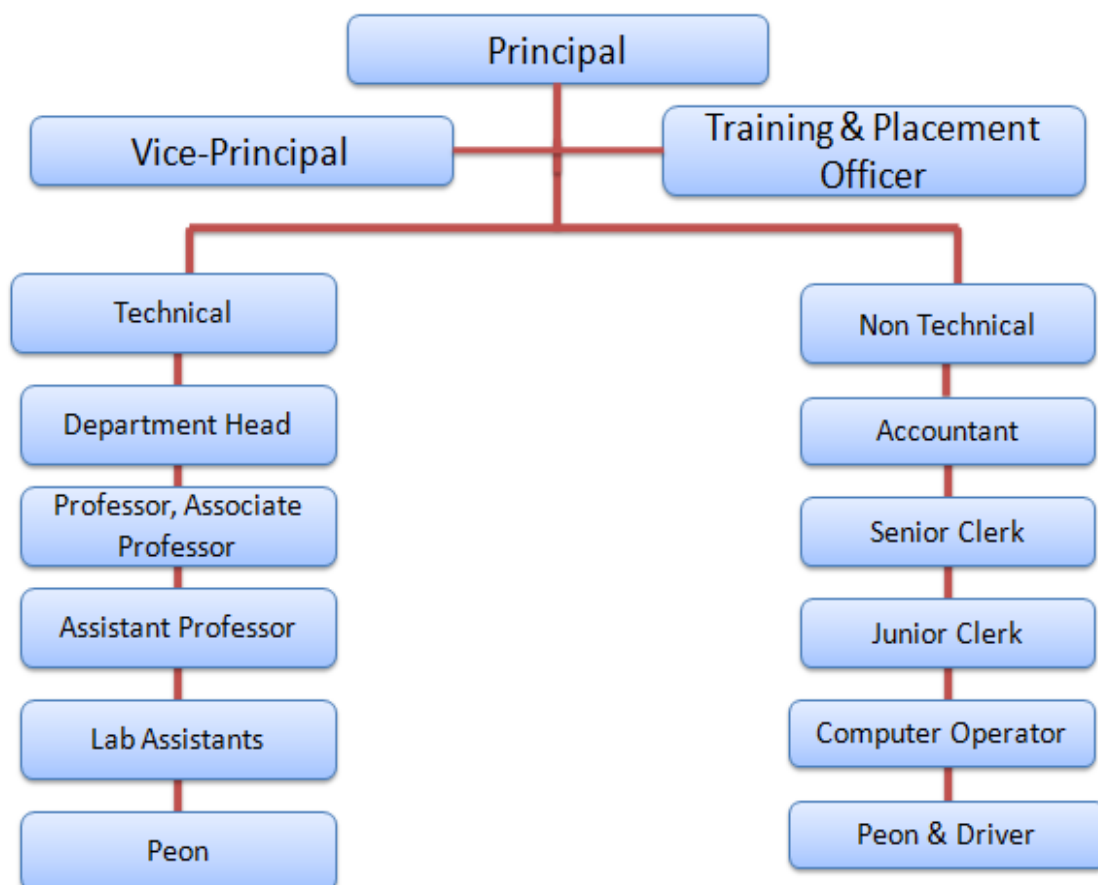 Principal
Vice-Principal
Training & Placement
Officer
Technical
Non Technical
Department Head
Accountant
Professor, Associate
Professor
Senior Clerk
Assistant Professor
Junior Clerk
Lab Assistants
Computer Operator
Peon
Peon & Driver